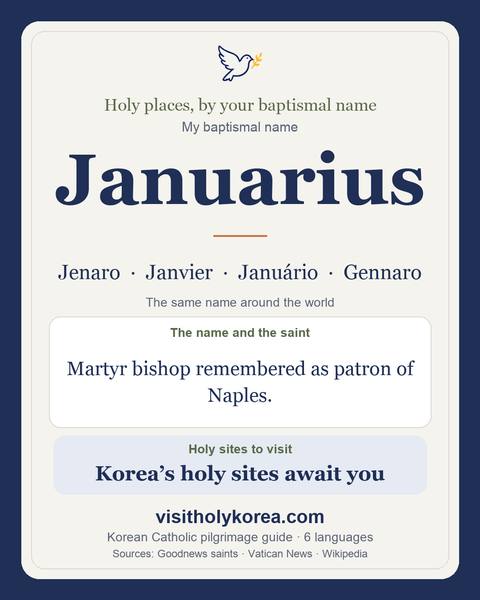 Holy places, by your baptismal name
My baptismal name
Januarius
Jenaro · Janvier · Januário · Gennaro
The same name around the world
The name and the saint
Martyr bishop remembered as patron of
Naples.
Holy sites to visit
Korea’s holy sites await you
visitholykorea.com
Korean Catholic pilgrimage guide · 6 languages
Sources: Goodnews saints · Vatican News · Wikipedia